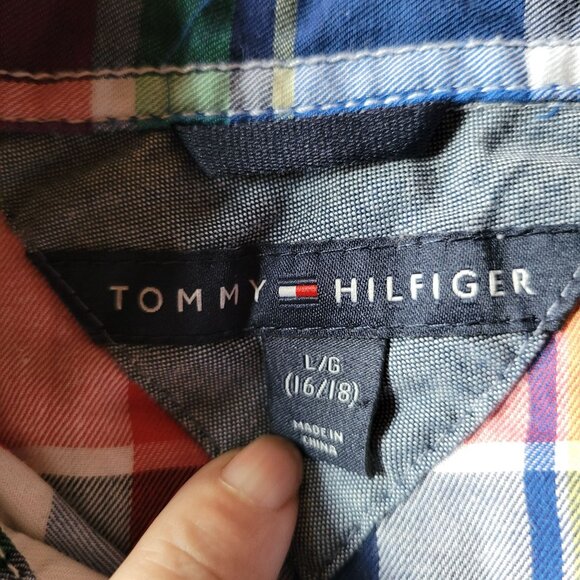 TOMMY HILFIGER
L/G
(16/18)
MADE IN
CHINA